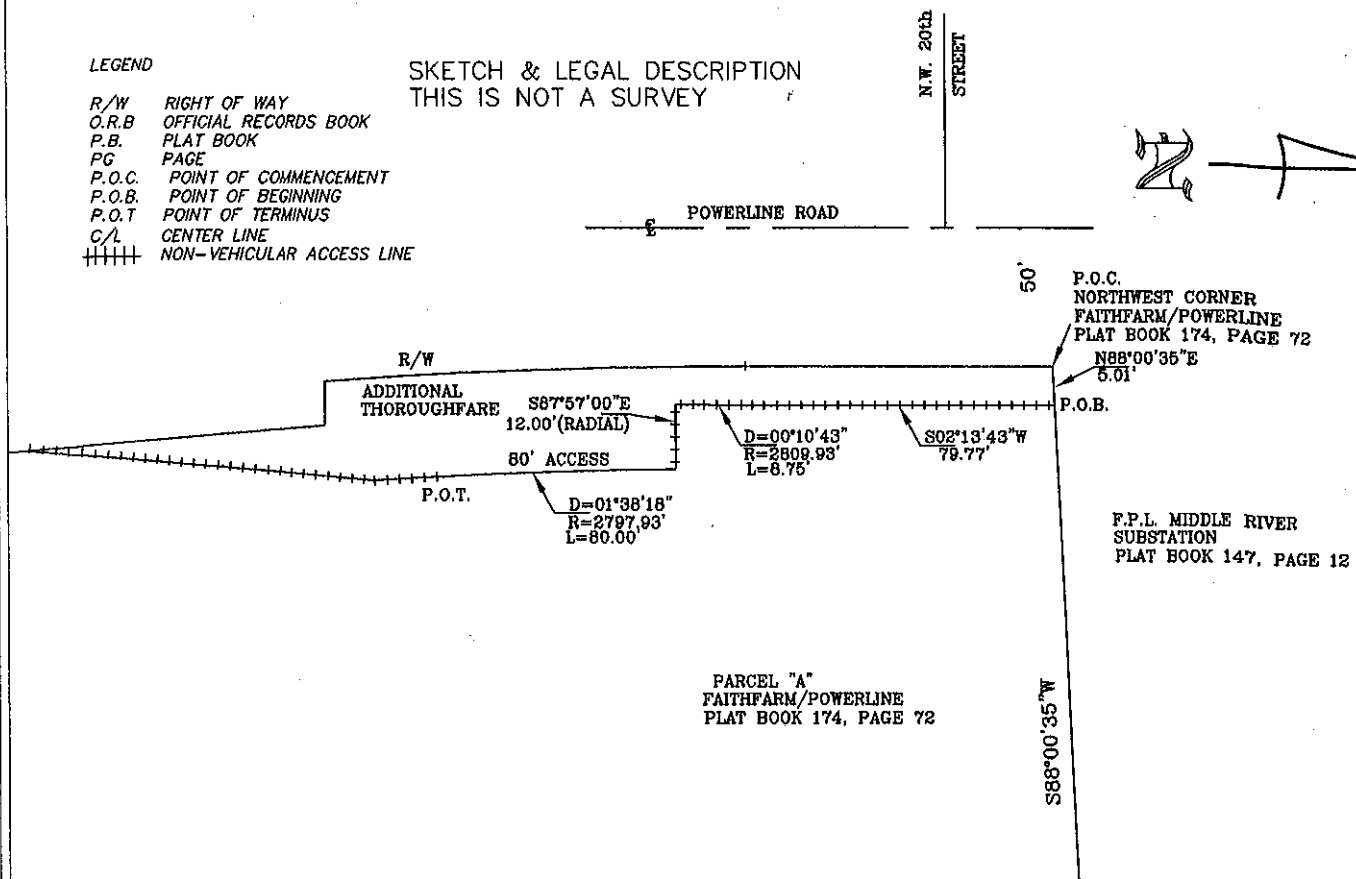 LEGEND
R/W RIGHT OF WAY
O.R.B OFFICIAL RECORDS BOOK
P.B. PLAT BOOK
PG PAGE
P.O.C. POINT OF COMMENCEMENT
P.O.B. POINT OF BEGINNING
P.O.T POINT OF TERMINUS
C/L CENTER LINE
NON-VEHICULAR ACCESS LINE
SKETCH & LEGAL DESCRIPTION
THIS IS NOT A SURVEY
N.W. 20th
STREET
N
POWERLINE ROAD
50'
P.O.C.
NORTHWEST CORNER
FAITHFARM/POWERLINE
PLAT BOOK 174, PAGE 72
N88°00'35"E
5.01'
R/W
ADDITIONAL
THOROUGHFARE
S87°57'00"E
12.00'(RADIAL)
P.O.B.
D=00°10'43"
R=2809.93'
L=8.75'
S02°13'43"W
79.77'
80' ACCESS
P.O.T.
D=01°38'18"
R=2797.93'
L=80.00'
F.P.L. MIDDLE RIVER
SUBSTATION
PLAT BOOK 147, PAGE 12
PARCEL "A"
FAITHFARM/POWERLINE
PLAT BOOK 174, PAGE 72
S88°00'35"W